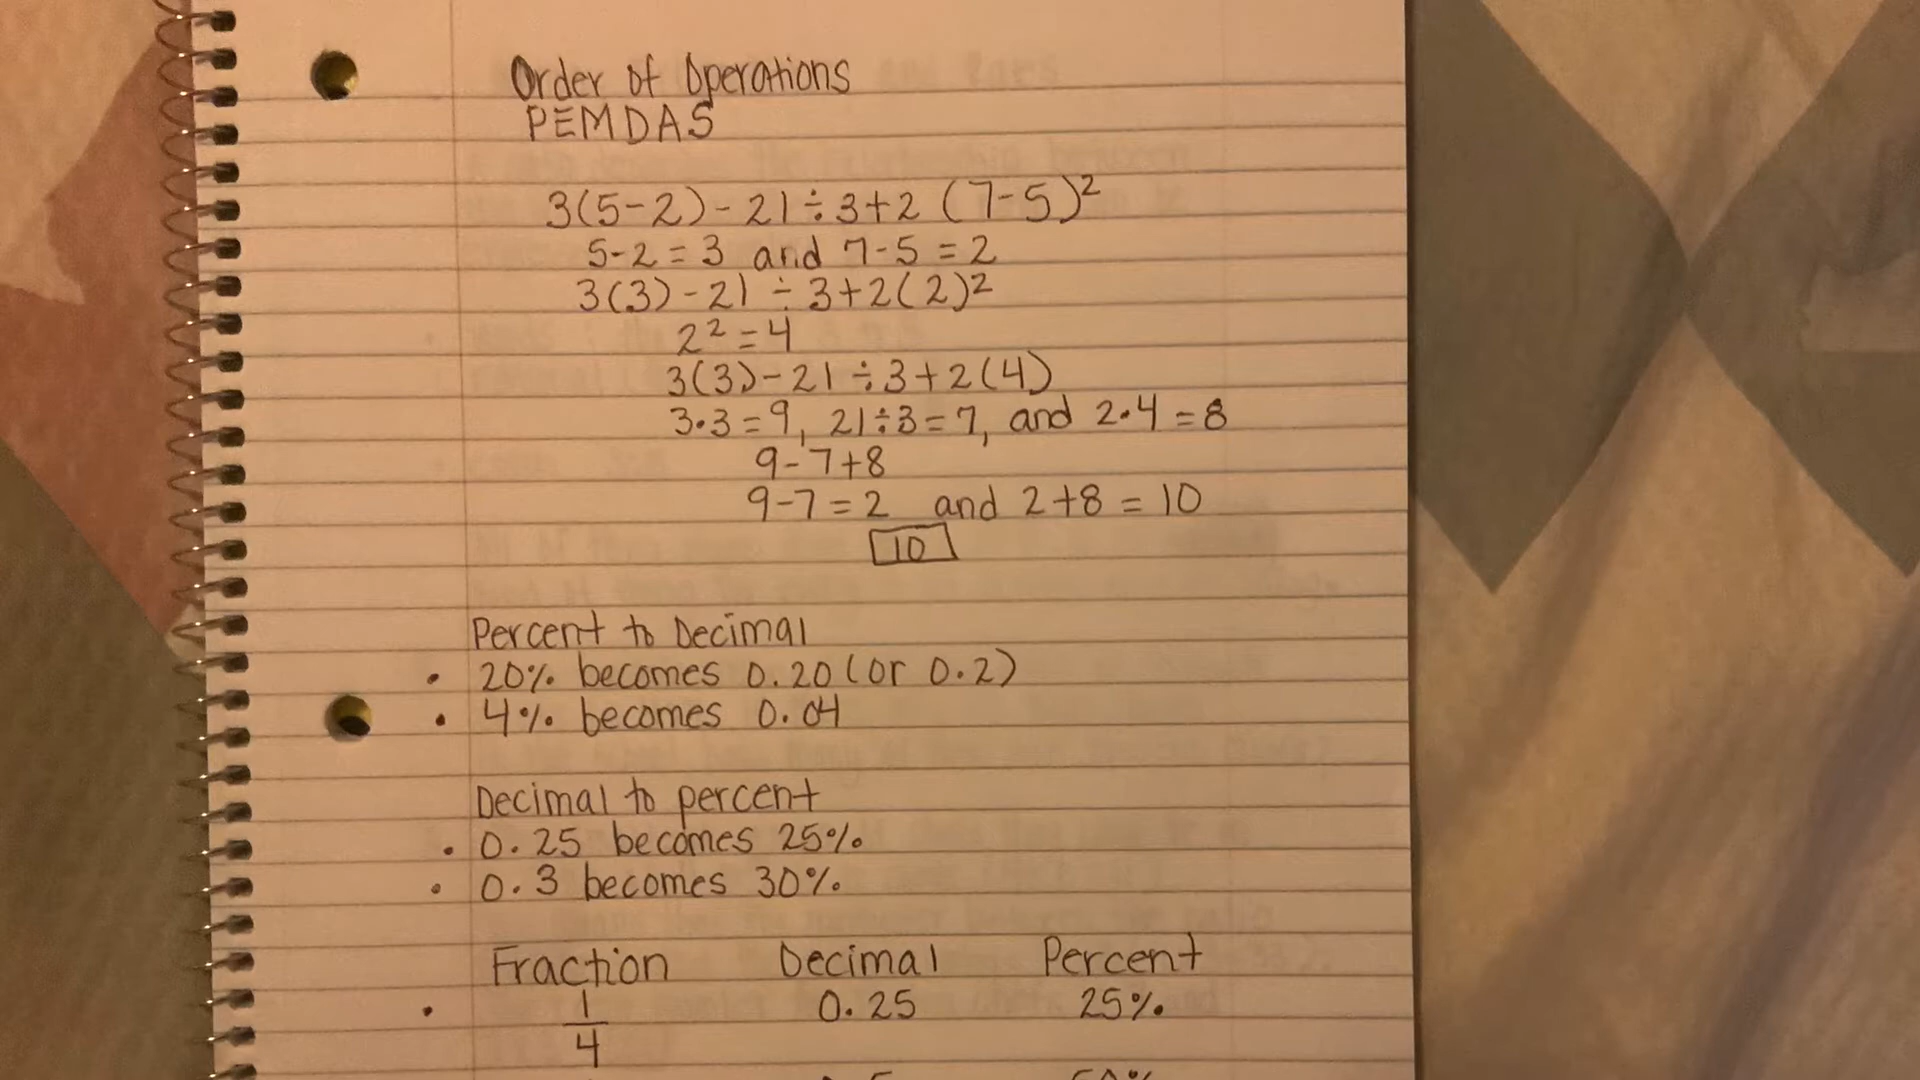 Order of Operations
PEMDAS
3(5-2)-21÷3+2(7-5)²
5-2=3 and 7-5=2
3(3)-21÷3+2(2)²
2²=4
3(3)-21÷3+2(4)
3•3=9, 21÷3=7, and 2•4=8
9-7+8
9-7=2 and 2+8=10
10
Percent to Decimal
• 20% becomes 0.20 (or 0.2)
• 4% becomes 0.04
Decimal to percent
• 0.25 becomes 25%
• 0.3 becomes 30%
Fraction Decimal Percent
• 1/4 0.25 25%